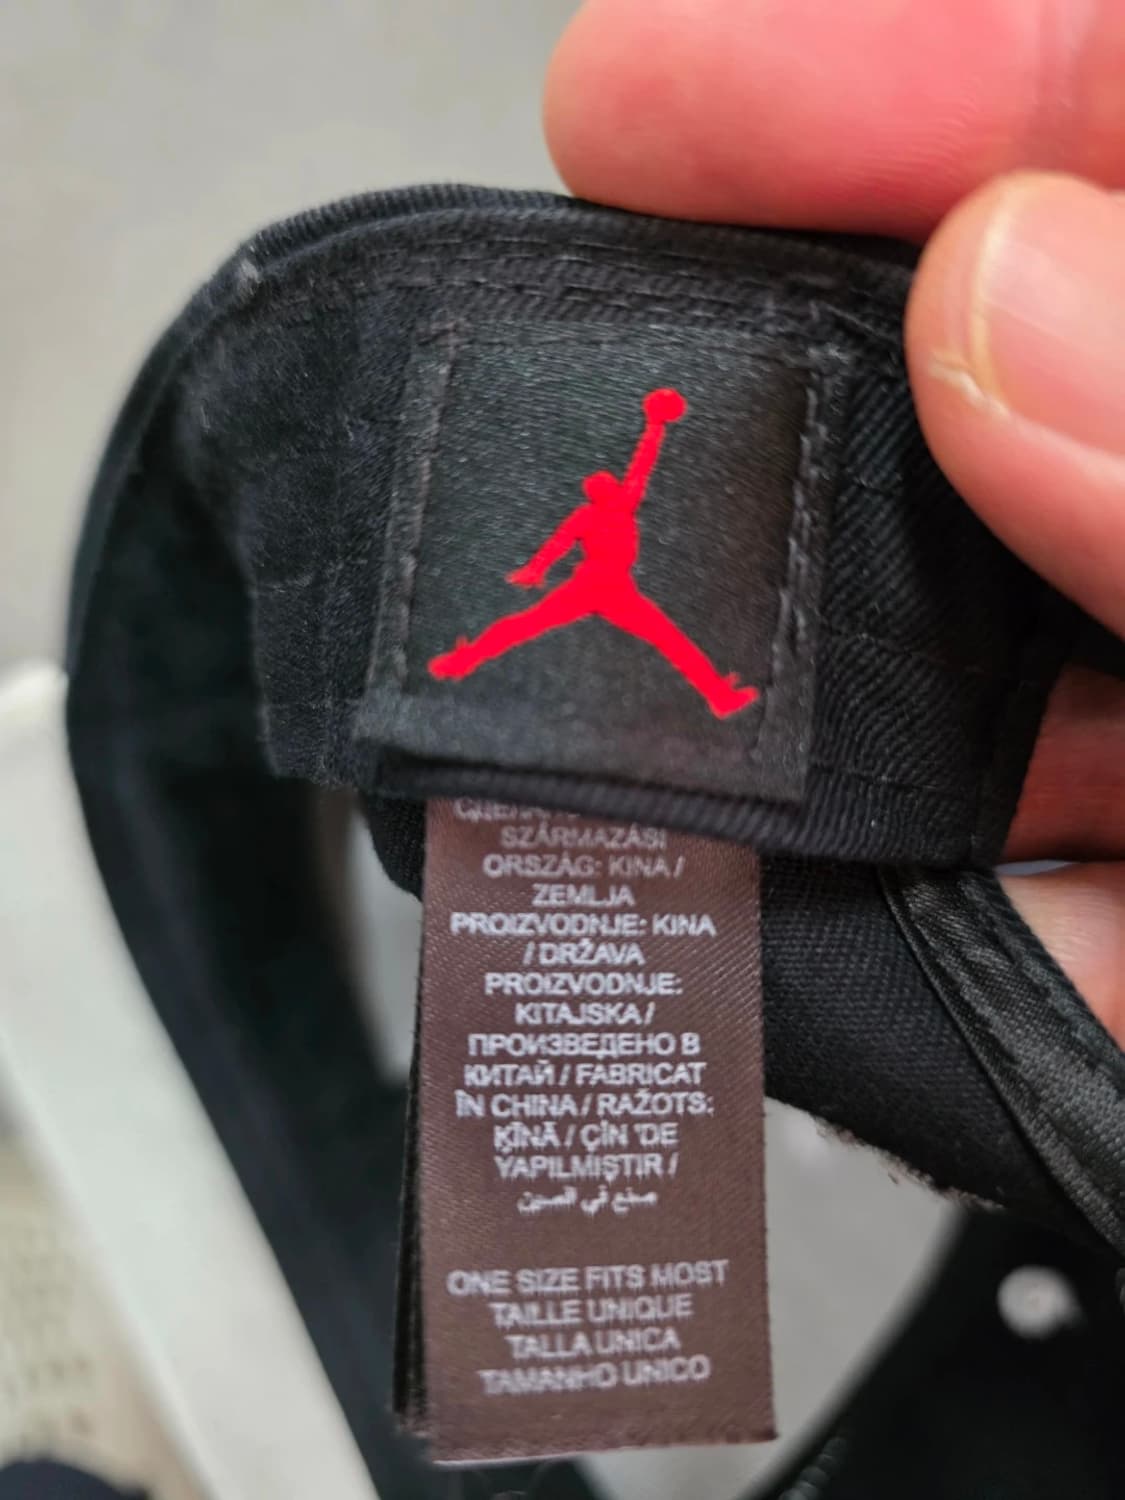 SZÁRMAZÁSI
ORSZÁG: KINA /
ZEMLJA
PROIZVODNJE: KINA
/ DRŽAVA
PROIZVODNJE:
KITAJSKA /
ПРОИЗВЕДЕНО В
КИТАЙ / FABRICAT
ÎN CHINA / RAŽOTS:
ĶĪNĀ / ÇİN 'DE
YAPILMIŞTIR /
صنع في الصين
ONE SIZE FITS MOST
TAILLE UNIQUE
TALLA UNICA
TAMANHO UNICO